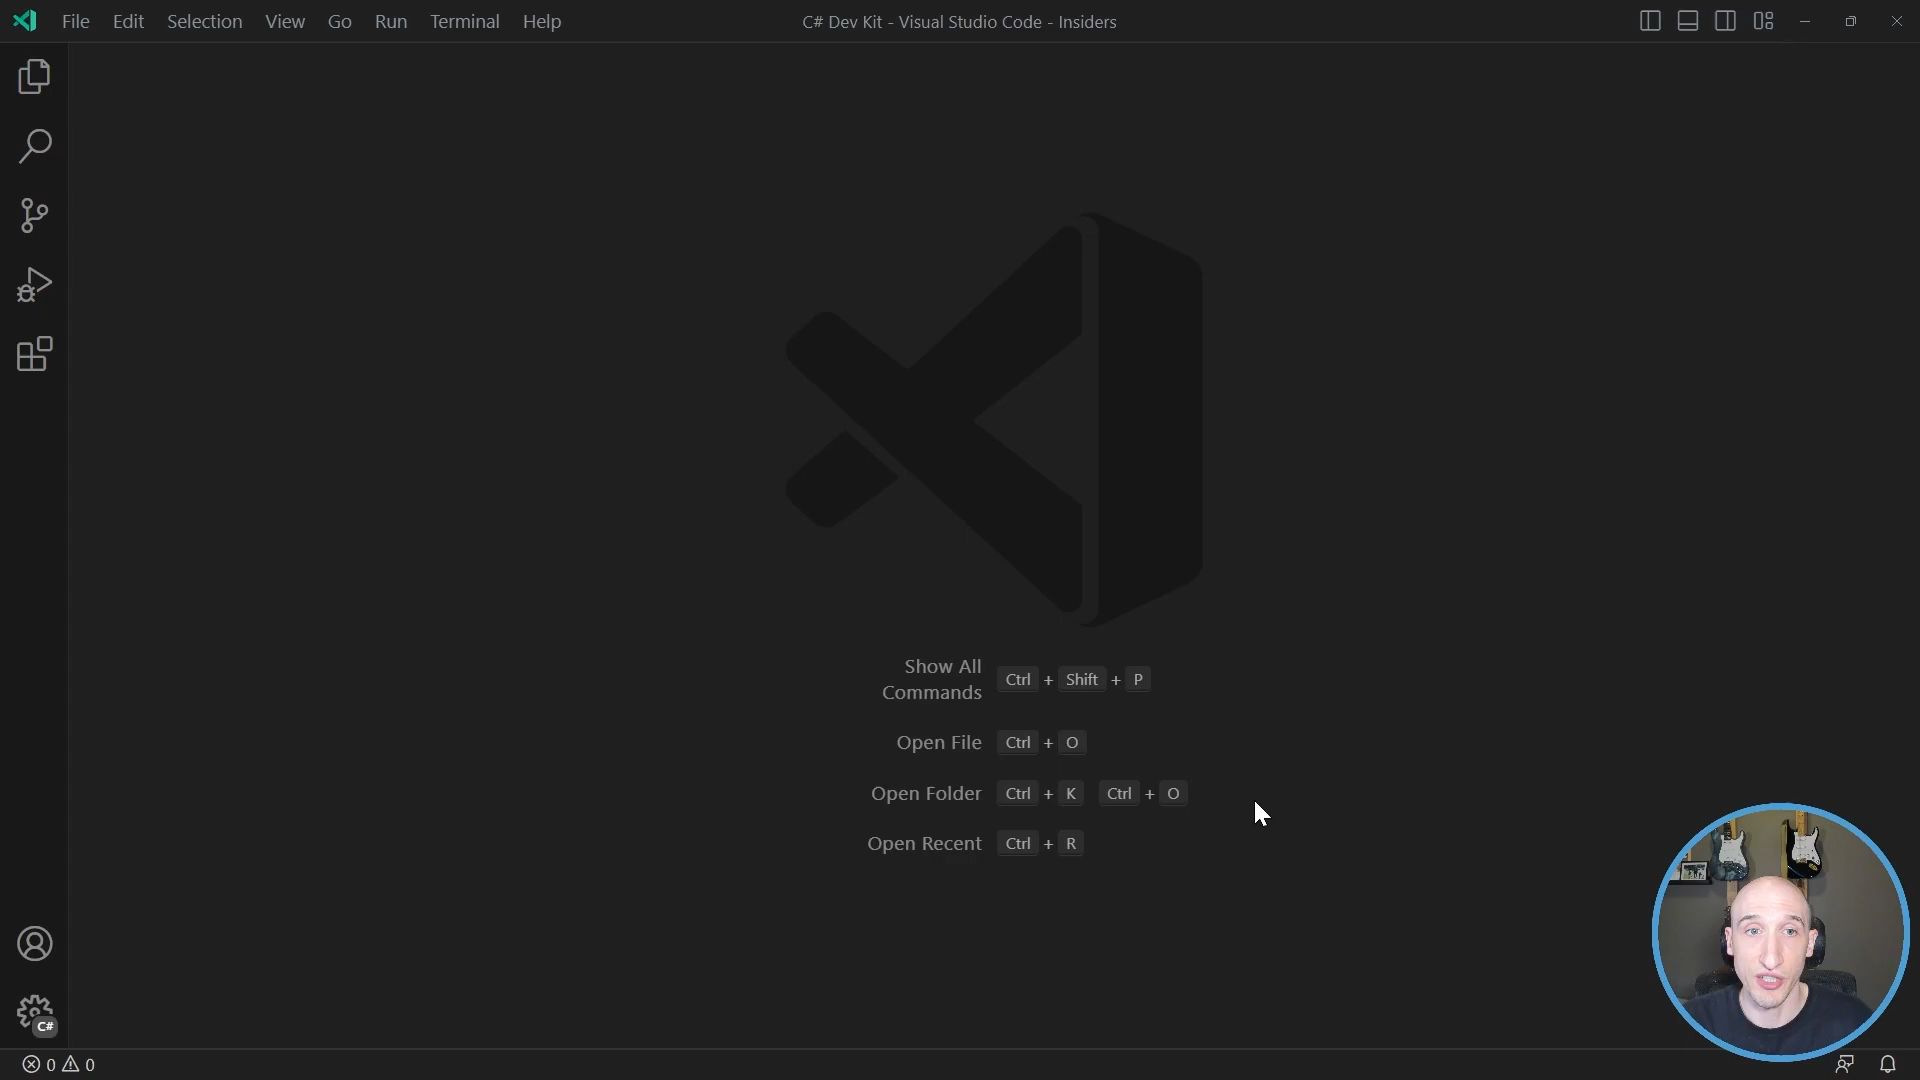 File Edit Selection View Go Run Terminal Help
C# Dev Kit - Visual Studio Code - Insiders
Show All
Commands
Ctrl + Shift + P
Open File Ctrl + O
Open Folder Ctrl + K Ctrl + O
Open Recent Ctrl + R
C#
0 0